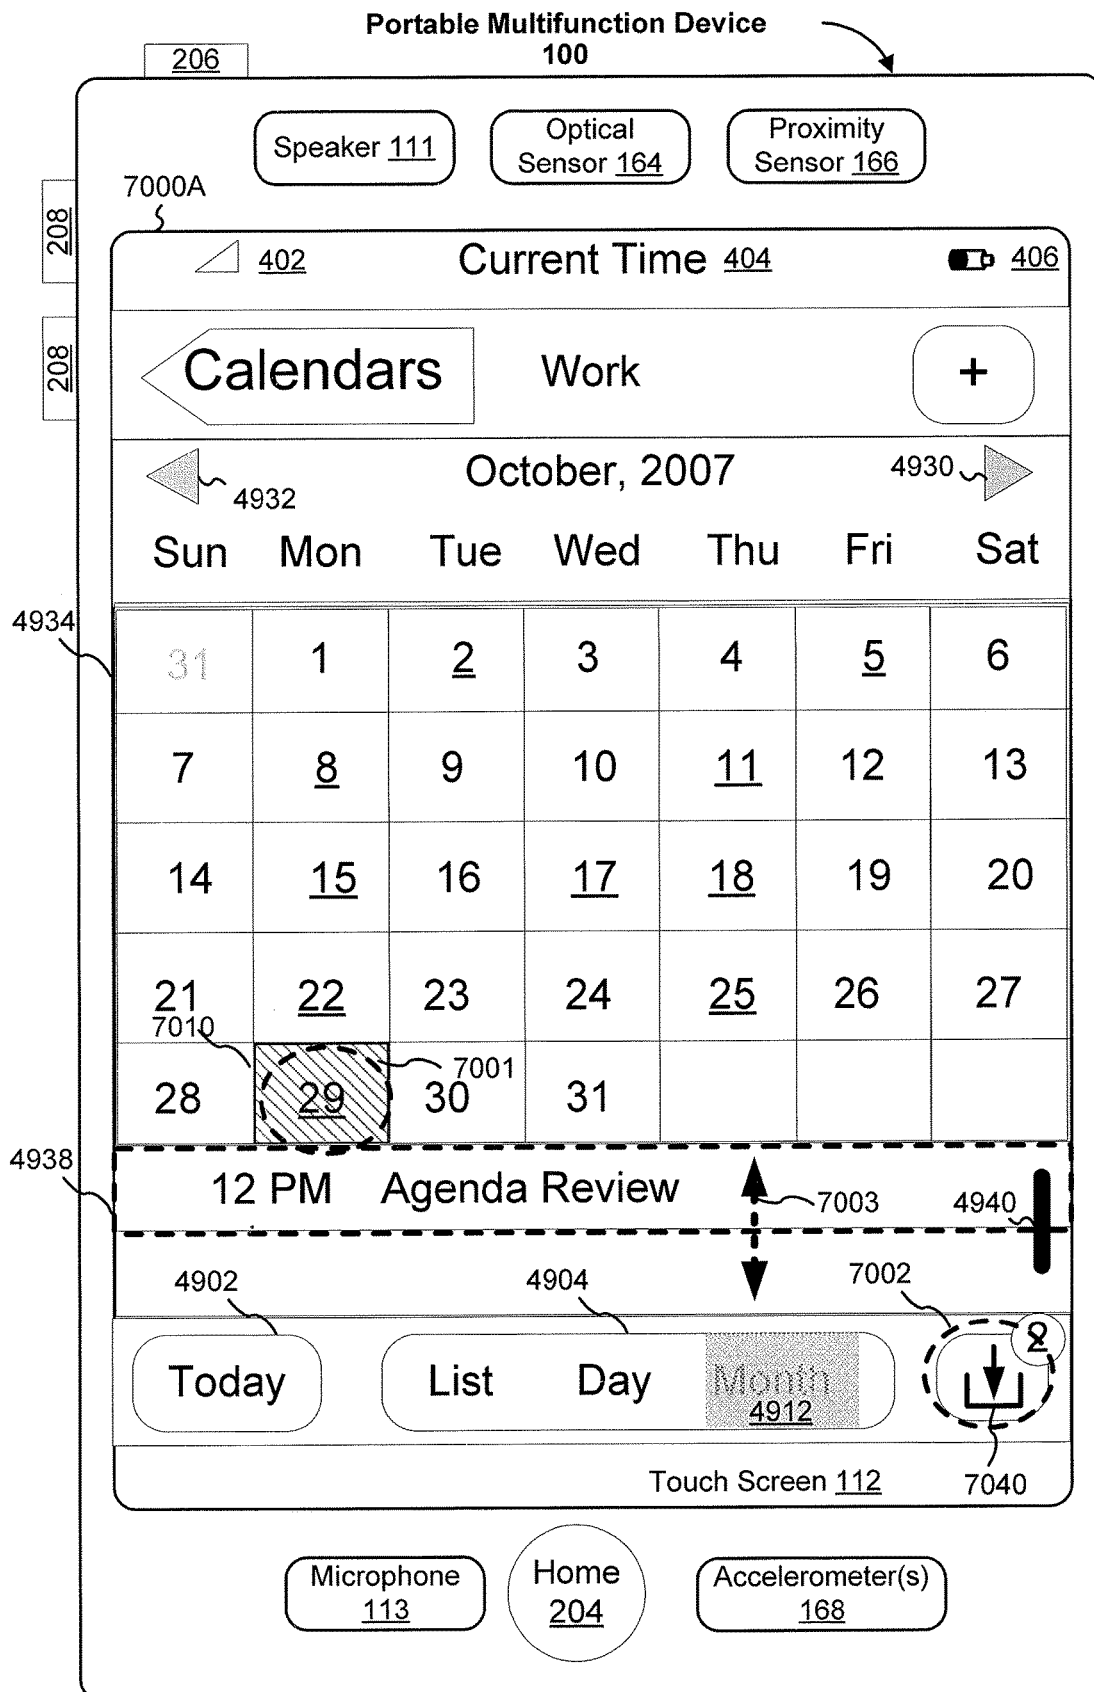 Portable Multifunction Device
100
206
Speaker 111
Optical
Sensor 164
Proximity
Sensor 166
7000A
208
402
Current Time 404
406
208
Calendars
Work
+
October, 2007
4932
4930
Sun Mon Tue Wed Thu Fri Sat
4934
31 1 2 3 4 5 6
7 8 9 10 11 12 13
14 15 16 17 18 19 20
21 22 23 24 25 26 27
7010
7001
28 29 30 31
4938
12 PM Agenda Review
7003
4940
4902
4904
7002
2
Today
List Day Month
4912
Touch Screen 112
7040
Microphone
113
Home
204
Accelerometer(s)
168